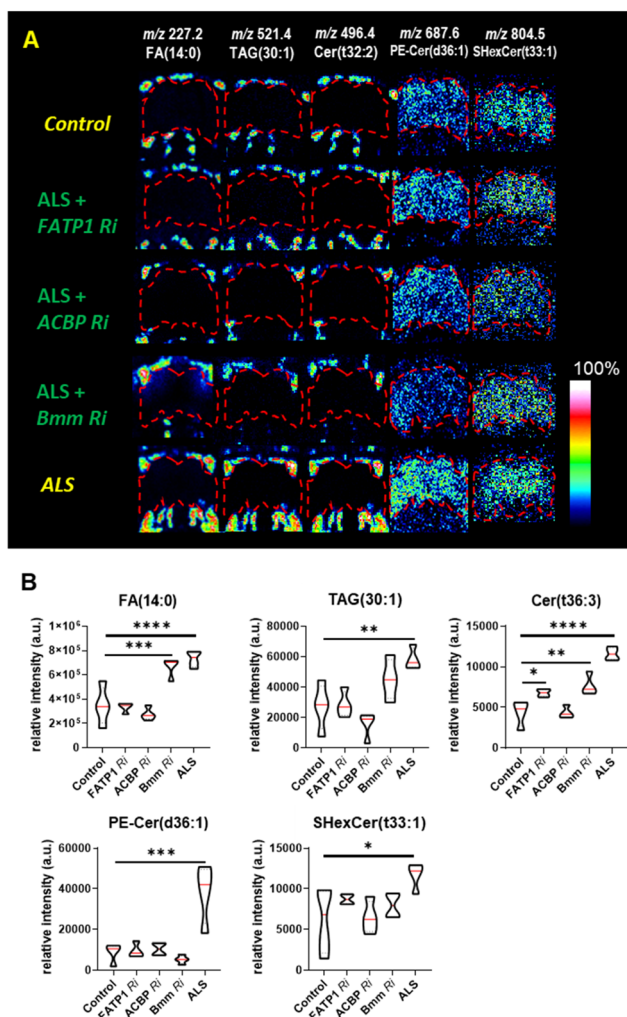 A
m/z 227.2 m/z 521.4 m/z 496.4 m/z 687.6 m/z 804.5
FA(14:0) TAG(30:1) Cer(t32:2) PE-Cer(d36:1) SHexCer(t33:1)
Control
ALS +
FATP1 Ri
ALS +
ACBP Ri
ALS +
Bmm Ri
100%
ALS
B
FA(14:0)
relative intensity (a.u.)
1×10⁶
8×10⁵
6×10⁵
4×10⁵
2×10⁵
0
****
***
Control
FATP1 Ri
ACBP Ri
Bmm Ri
ALS
TAG(30:1)
relative intensity (a.u.)
80000
60000
40000
20000
0
**
Control
FATP1 Ri
ACBP Ri
Bmm Ri
ALS
Cer(t36:3)
relative intensity (a.u.)
15000
10000
5000
0
****
**
*
Control
FATP1 Ri
ACBP Ri
Bmm Ri
ALS
PE-Cer(d36:1)
relative intensity (a.u.)
60000
40000
20000
0
***
Control
FATP1 Ri
ACBP Ri
Bmm Ri
ALS
SHexCer(t33:1)
relative intensity (a.u.)
15000
10000
5000
0
*
Control
FATP1 Ri
ACBP Ri
Bmm Ri
ALS